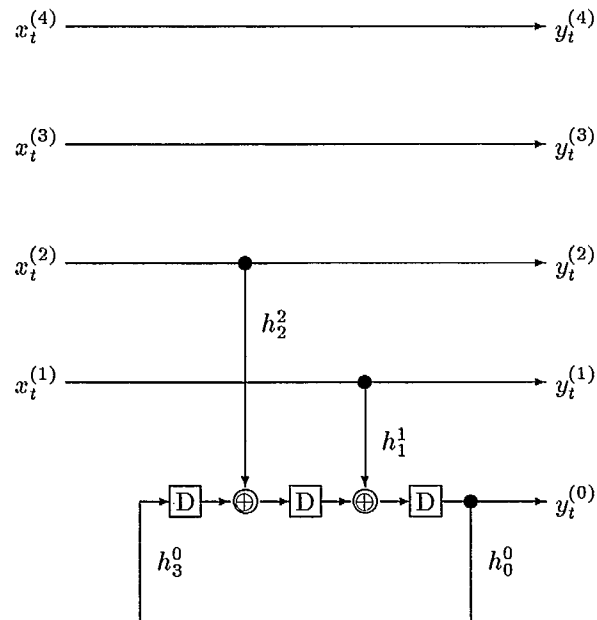 x_t^{(4)} y_t^{(4)}
x_t^{(3)} y_t^{(3)}
x_t^{(2)} y_t^{(2)}
h_2^2
x_t^{(1)} y_t^{(1)}
h_1^1
D ⊕ D ⊕ D y_t^{(0)}
h_3^0 h_0^0